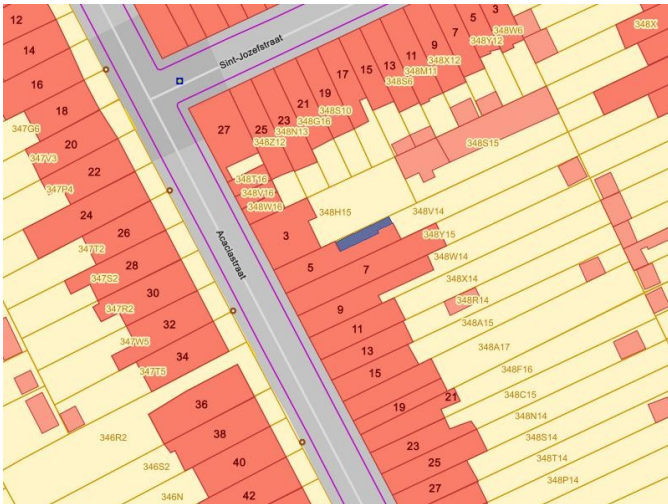 12
14
16
18
20
22
24
26
28
30
32
34
36
38
40
42
347G6
347V3
347P4
347T2
347S2
347R2
347W5
347T5
346R2
346S2
346N
Sint-Jozefstraat
Acaciastraat
27
25
23
21
19
17
15
13
11
9
7
5
3
348Z12
348N13
348G16
348S10
348S6
348M11
348X12
348Y12
348W6
348X
348S15
348T16
348V16
348W16
348H15
348V14
348Y15
348W14
348X14
348R14
348A15
348A17
348F16
348C15
348N14
348S14
348T14
348P14
3
5
7
9
11
13
15
19
21
23
25
27